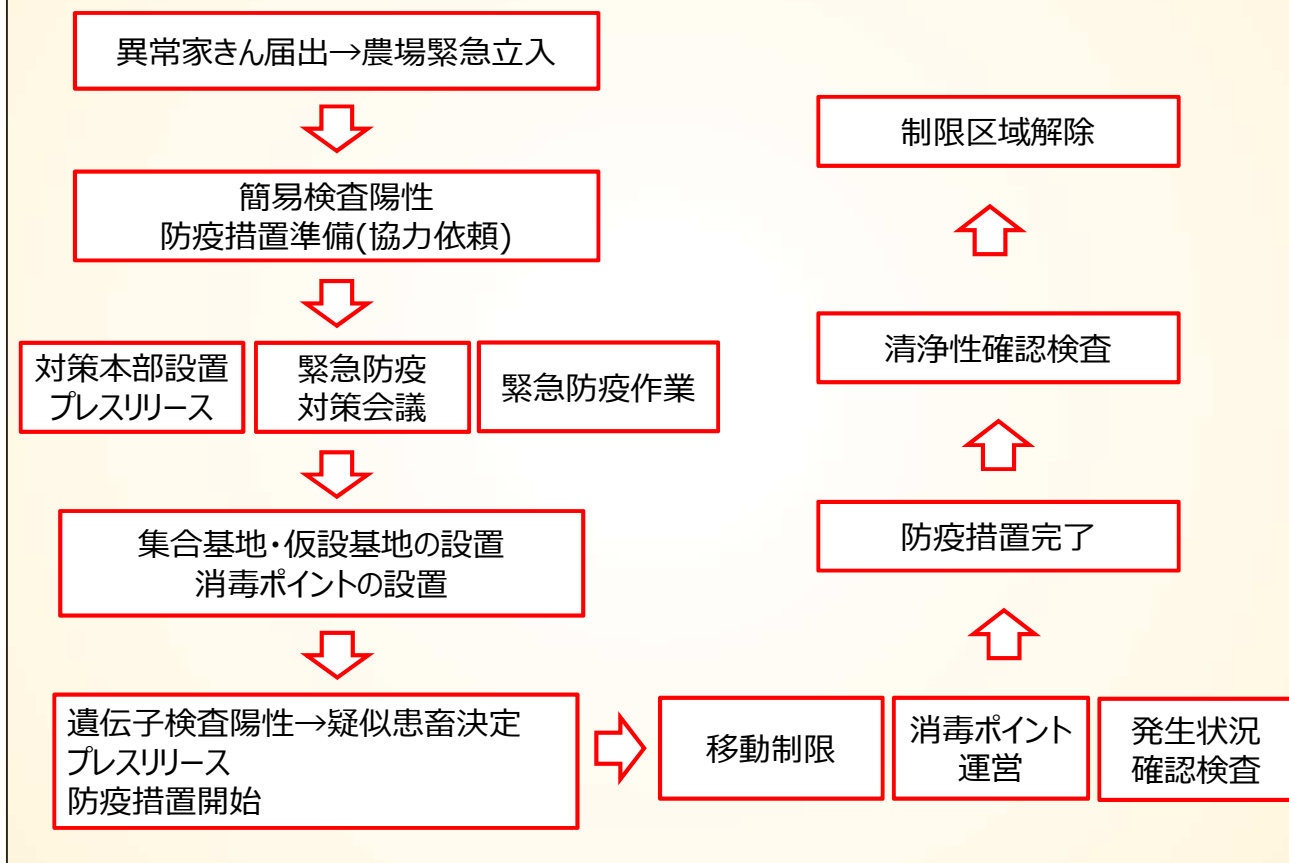 異常家きん届出→農場緊急立入
簡易検査陽性
防疫措置準備(協力依頼)
対策本部設置
プレスリリース
緊急防疫
対策会議
緊急防疫作業
集合基地・仮設基地の設置
消毒ポイントの設置
遺伝子検査陽性→疑似患畜決定
プレスリリース
防疫措置開始
移動制限
消毒ポイント
運営
発生状況
確認検査
防疫措置完了
清浄性確認検査
制限区域解除